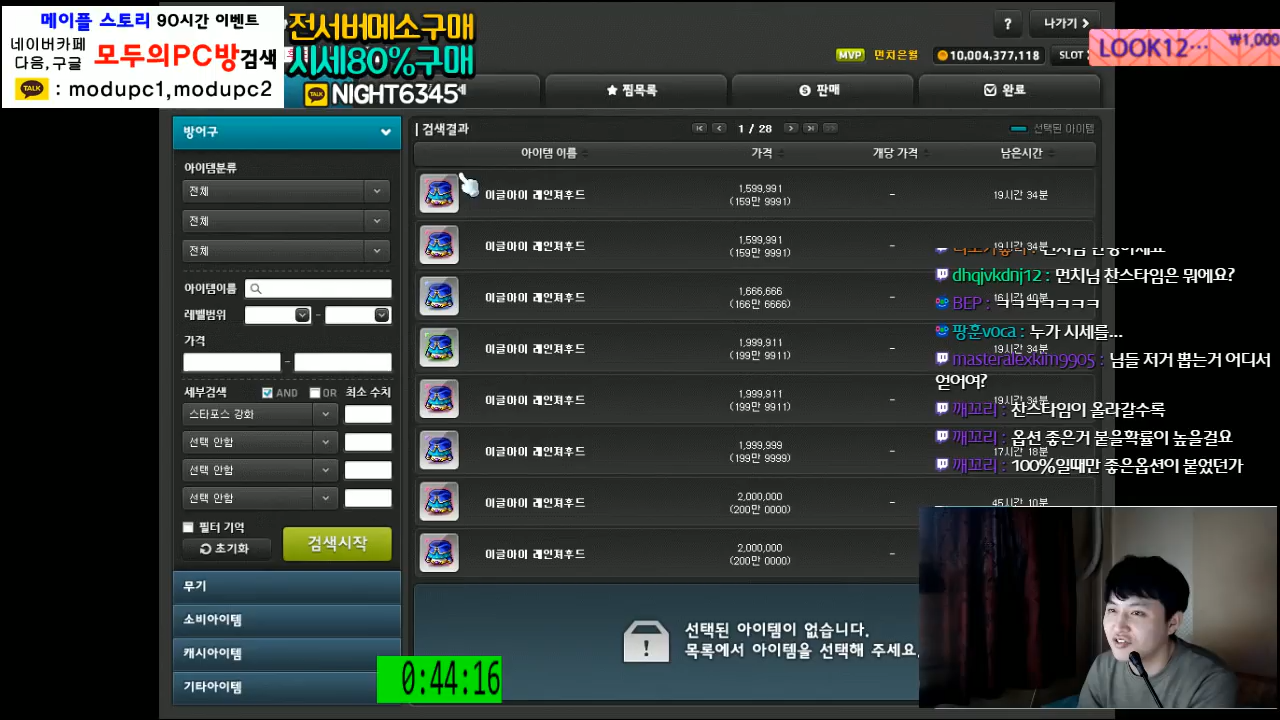 메이플 스토리 90시간 이벤트
네이버카페
다음,구글 모두의PC방검색
TALK : modupc1,modupc2
전서버메소구매
시세80%구매
TALK NIGHT6345
?
나가기
MVP 먼치은월 10,004,377,118 SLOT
LOOK12… ₩1,000
찜목록
판매
완료
방어구
아이템분류
전체
전체
전체
아이템이름
레벨범위 -
가격
-
세부검색 AND OR 최소 수치
스타포스 강화
선택 안함
선택 안함
선택 안함
필터 기억
초기화
검색시작
무기
소비아이템
캐시아이템
기타아이템
검색결과
1 / 28
선택된 아이템
아이템 이름 가격 개당 가격 남은시간
이글아이 레인져후드 1,599,991 (159만 9991) - 19시간 34분
이글아이 레인져후드 1,599,991 (159만 9991) - 19시간 34분
이글아이 레인져후드 1,666,666 (166만 6666) -
이글아이 레인져후드 1,999,911 (199만 9911) - 19시간 34분
이글아이 레인져후드 1,999,911 (199만 9911) -
이글아이 레인져후드 1,999,999 (199만 9999) - 17시간 18분
이글아이 레인져후드 2,000,000 (200만 0000) - 45시간 10분
이글아이 레인져후드 2,000,000 (200만 0000) -
선택된 아이템이 없습니다.
목록에서 아이템을 선택해 주세요.
dhqjvkdnj12 : 먼치님 찬스타임은 뭐에요?
BEP : ㅋㅋㅋㅋㅋㅋ
팡훈voca : 누가 시세를...
masteralexkim9905 : 님들 저거 뽑는거 어디서
얻어여?
깨꼬리 : 찬스타임이 올라갈수록
깨꼬리 : 옵션 좋은거 붙을확률이 높을걸요
깨꼬리 : 100%일때만 좋은옵션이 붙었던가
0:44:16